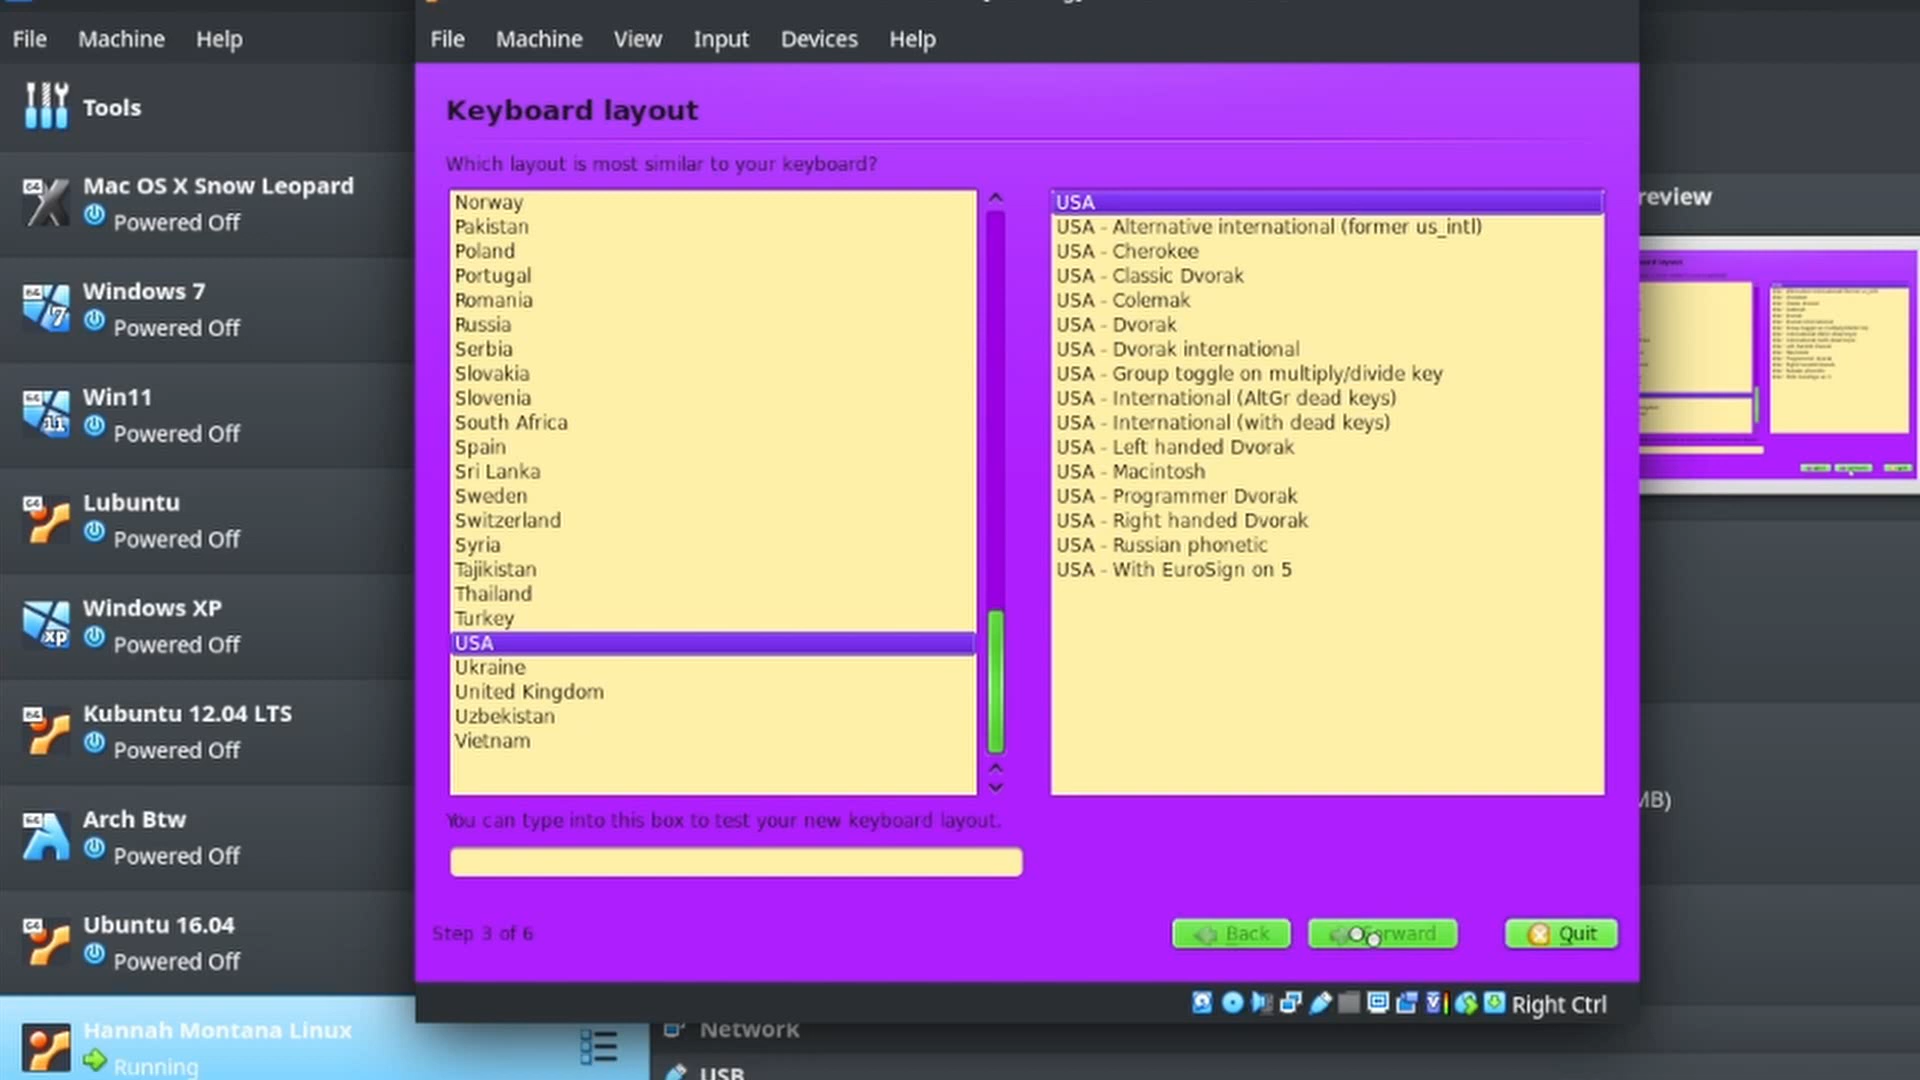 File Machine Help
Tools
Mac OS X Snow Leopard
Powered Off
Windows 7
Powered Off
Win11
Powered Off
Lubuntu
Powered Off
Windows XP
Powered Off
Kubuntu 12.04 LTS
Powered Off
Arch Btw
Powered Off
Ubuntu 16.04
Powered Off
Hannah Montana Linux
Running
File Machine View Input Devices Help
Keyboard layout
Which layout is most similar to your keyboard?
Norway
Pakistan
Poland
Portugal
Romania
Russia
Serbia
Slovakia
Slovenia
South Africa
Spain
Sri Lanka
Sweden
Switzerland
Syria
Tajikistan
Thailand
Turkey
USA
Ukraine
United Kingdom
Uzbekistan
Vietnam
USA
USA - Alternative international (former us_intl)
USA - Cherokee
USA - Classic Dvorak
USA - Colemak
USA - Dvorak
USA - Dvorak international
USA - Group toggle on multiply/divide key
USA - International (AltGr dead keys)
USA - International (with dead keys)
USA - Left handed Dvorak
USA - Macintosh
USA - Programmer Dvorak
USA - Right handed Dvorak
USA - Russian phonetic
USA - With EuroSign on 5
You can type into this box to test your new keyboard layout.
Step 3 of 6
Back Forward Quit
Right Ctrl
review
MB)
Network
USB